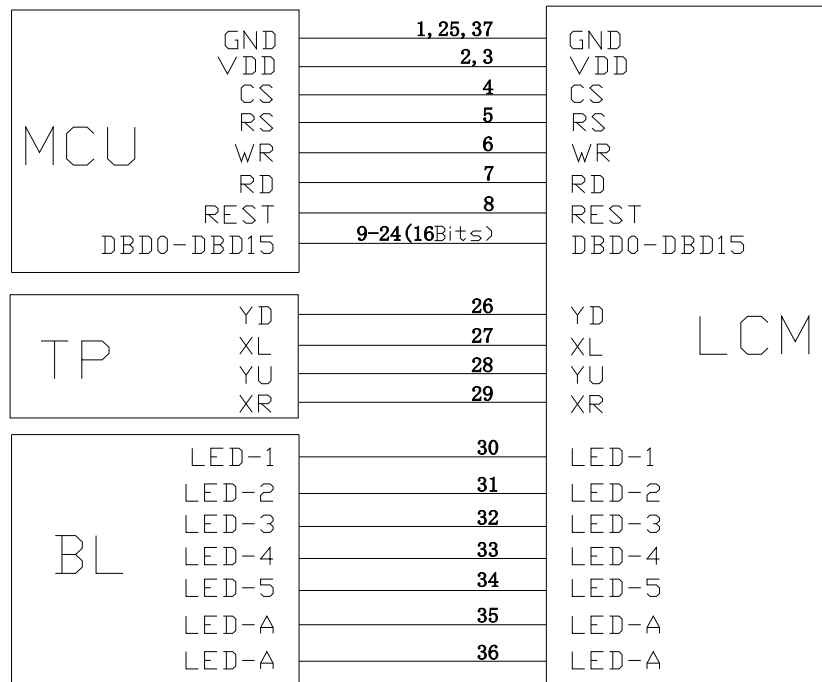 GND 1, 25, 37 GND
VDD 2, 3 VDD
CS 4 CS
RS 5 RS
MCU
WR 6 WR
RD 7 RD
REST 8 REST
DBD0-DBD15 9-24(16Bits) DBD0-DBD15
YD 26 YD
LCM
XL 27 XL
TP
YU 28 YU
XR 29 XR
LED-1 30 LED-1
LED-2 31 LED-2
LED-3 32 LED-3
BL
LED-4 33 LED-4
LED-5 34 LED-5
LED-A 35 LED-A
LED-A 36 LED-A